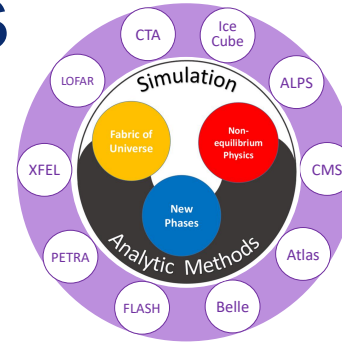 S
CTA
Ice
Cube
LOFAR
ALPS
Simulation
Fabric of
Universe
Non-
equilibrium
Physics
XFEL
CMS
New
Phases
Analytic Methods
PETRA
Atlas
FLASH
Belle